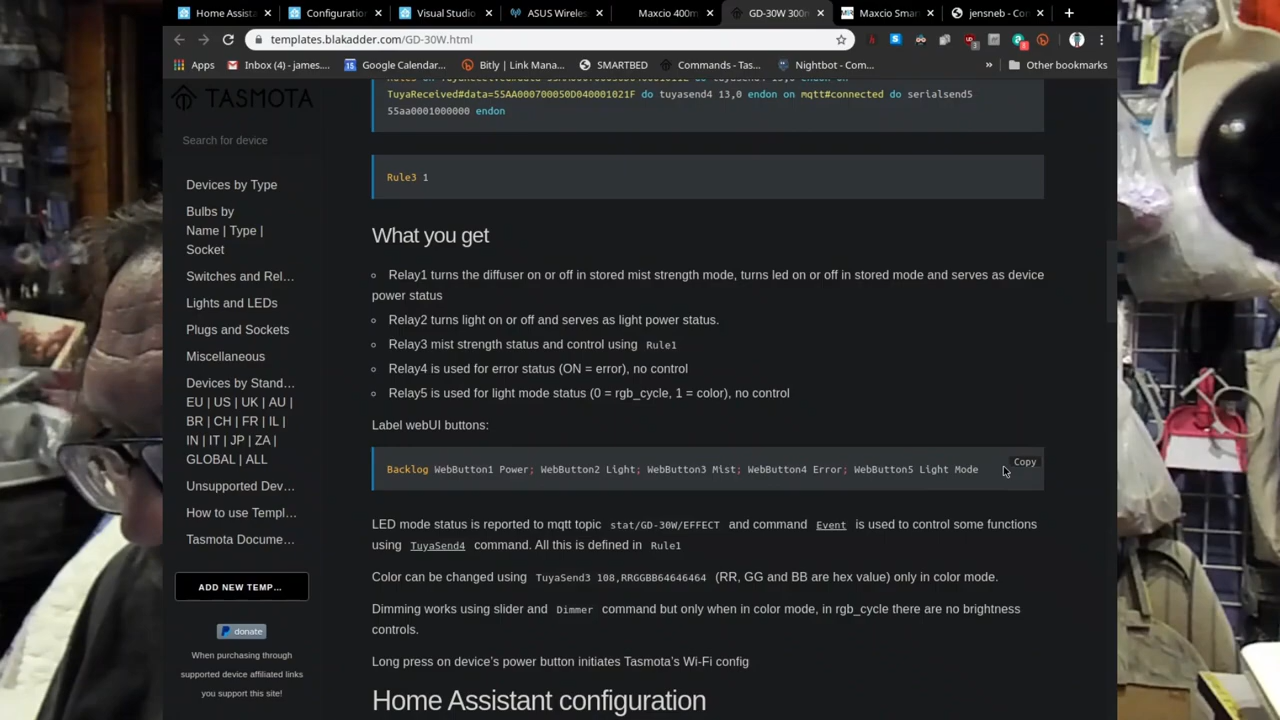 Home Assista
Configuration
Visual Studio
ASUS Wireles
Maxcio 400m
GD-30W 300m
Maxcio Smar
jensneb - Con
templates.blakadder.com/GD-30W.html
Apps
Inbox (4) - james....
Google Calendar...
Bitly | Link Mana...
SMARTBED
Commands - Tas...
Nightbot - Com...
Other bookmarks
TASMOTA
Search for device
Devices by Type
Bulbs by
Name | Type |
Socket
Switches and Rel...
Lights and LEDs
Plugs and Sockets
Miscellaneous
Devices by Stand...
EU | US | UK | AU |
BR | CH | FR | IL |
IN | IT | JP | ZA |
GLOBAL | ALL
Unsupported Dev...
How to use Templ...
Tasmota Docume...
ADD NEW TEMP...
donate
When purchasing through
supported device affiliated links
you support this site!
TuyaReceived#data=55AA000700050D040001021F do tuyasend4 13,0 endon on mqtt#connected do serialsend5
55aa0001000000 endon
Rule3 1
What you get
Relay1 turns the diffuser on or off in stored mist strength mode, turns led on or off in stored mode and serves as device
power status
Relay2 turns light on or off and serves as light power status.
Relay3 mist strength status and control using Rule1
Relay4 is used for error status (ON = error), no control
Relay5 is used for light mode status (0 = rgb_cycle, 1 = color), no control
Label webUI buttons:
Copy
Backlog WebButton1 Power; WebButton2 Light; WebButton3 Mist; WebButton4 Error; WebButton5 Light Mode
LED mode status is reported to mqtt topic stat/GD-30W/EFFECT and command Event is used to control some functions
using TuyaSend4 command. All this is defined in Rule1
Color can be changed using TuyaSend3 108,RRGGBB64646464 (RR, GG and BB are hex value) only in color mode.
Dimming works using slider and Dimmer command but only when in color mode, in rgb_cycle there are no brightness
controls.
Long press on device's power button initiates Tasmota's Wi-Fi config
Home Assistant configuration